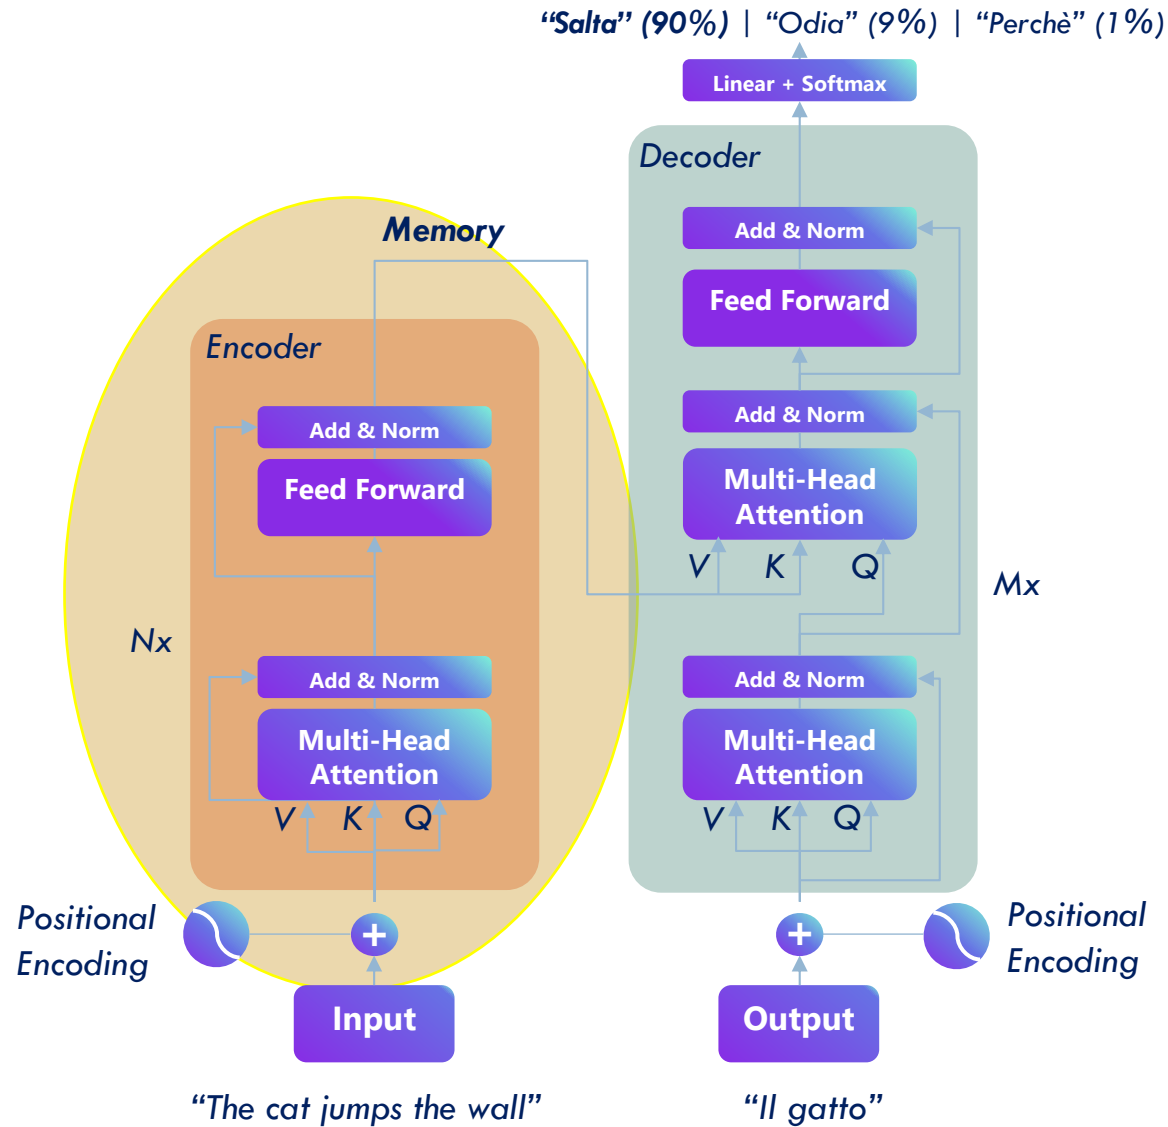 “Salta” (90%) | “Odia” (9%) | “Perchè” (1%)
Linear + Softmax
Decoder
Add & Norm
Feed Forward
Add & Norm
Multi-Head
Attention
V K Q
Mx
Add & Norm
Multi-Head
Attention
V K Q
Positional
Encoding
Output
“Il gatto”
Memory
Encoder
Add & Norm
Feed Forward
Nx
Add & Norm
Multi-Head
Attention
V K Q
Positional
Encoding
Input
“The cat jumps the wall”